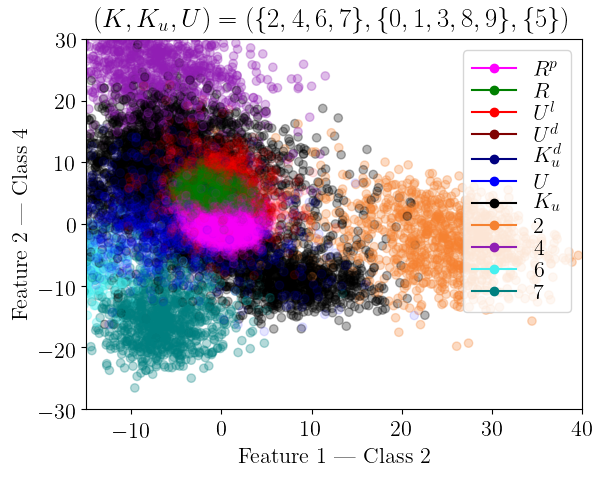 (K, K_u, U) = ({2, 4, 6, 7}, {0, 1, 3, 8, 9}, {5})
30
20
10
0
−10
−20
−30
Feature 2 — Class 4
R^p
R
U^l
U^d
K_u^d
U
K_u
2
4
6
7
−10
0
10
20
30
40
Feature 1 — Class 2